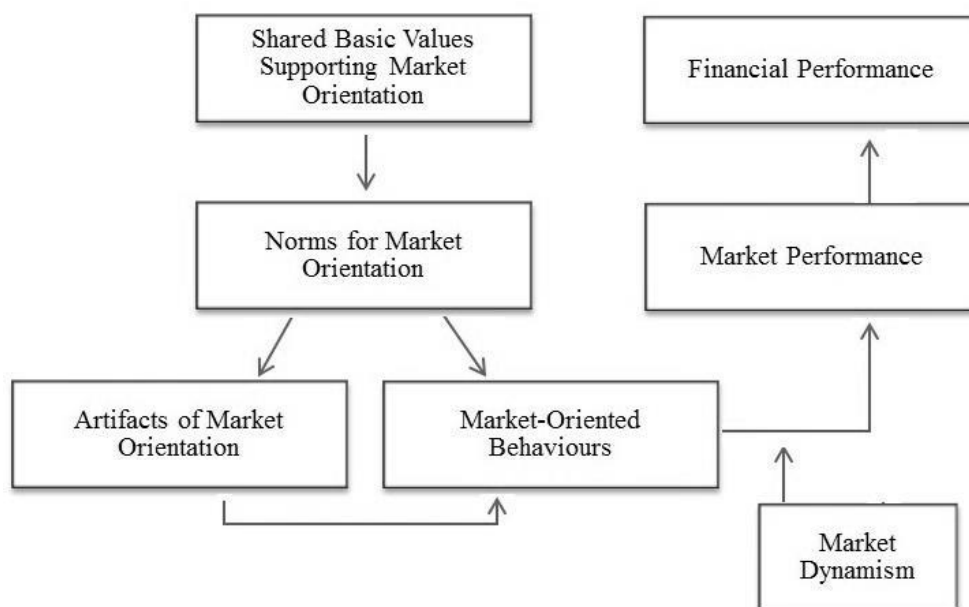 Shared Basic Values
Supporting Market
Orientation
Financial Performance
Norms for Market
Orientation
Market Performance
Artifacts of Market
Orientation
Market-Oriented
Behaviours
Market
Dynamism